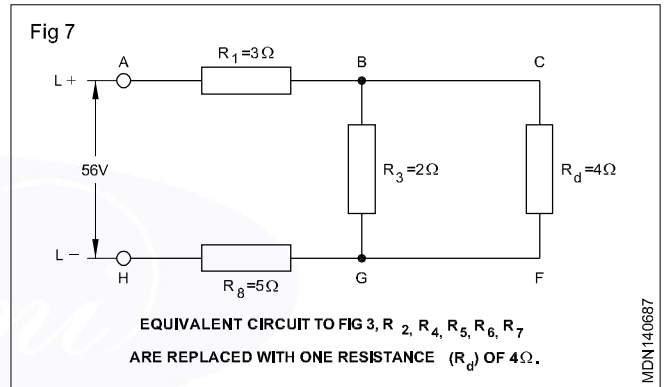 Fig 7
R1=3Ω
A B C
L +
56V
R3=2Ω
Rd=4Ω
L –
H G F
R8=5Ω
EQUIVALENT CIRCUIT TO FIG 3, R 2, R4, R5, R6, R7
ARE REPLACED WITH ONE RESISTANCE (Rd) OF 4Ω.
MDN140687